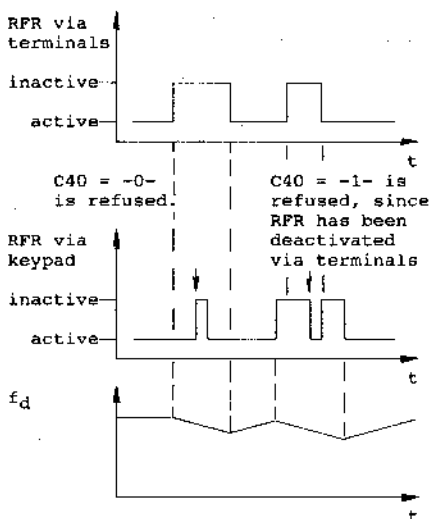 RFR via
terminals
inactive
active
t
C40 = -0-
is refused.
C40 = -1- is
refused, since
RFR has been
deactivated
via terminals
RFR via
keypad
inactive
active
t
fd
t